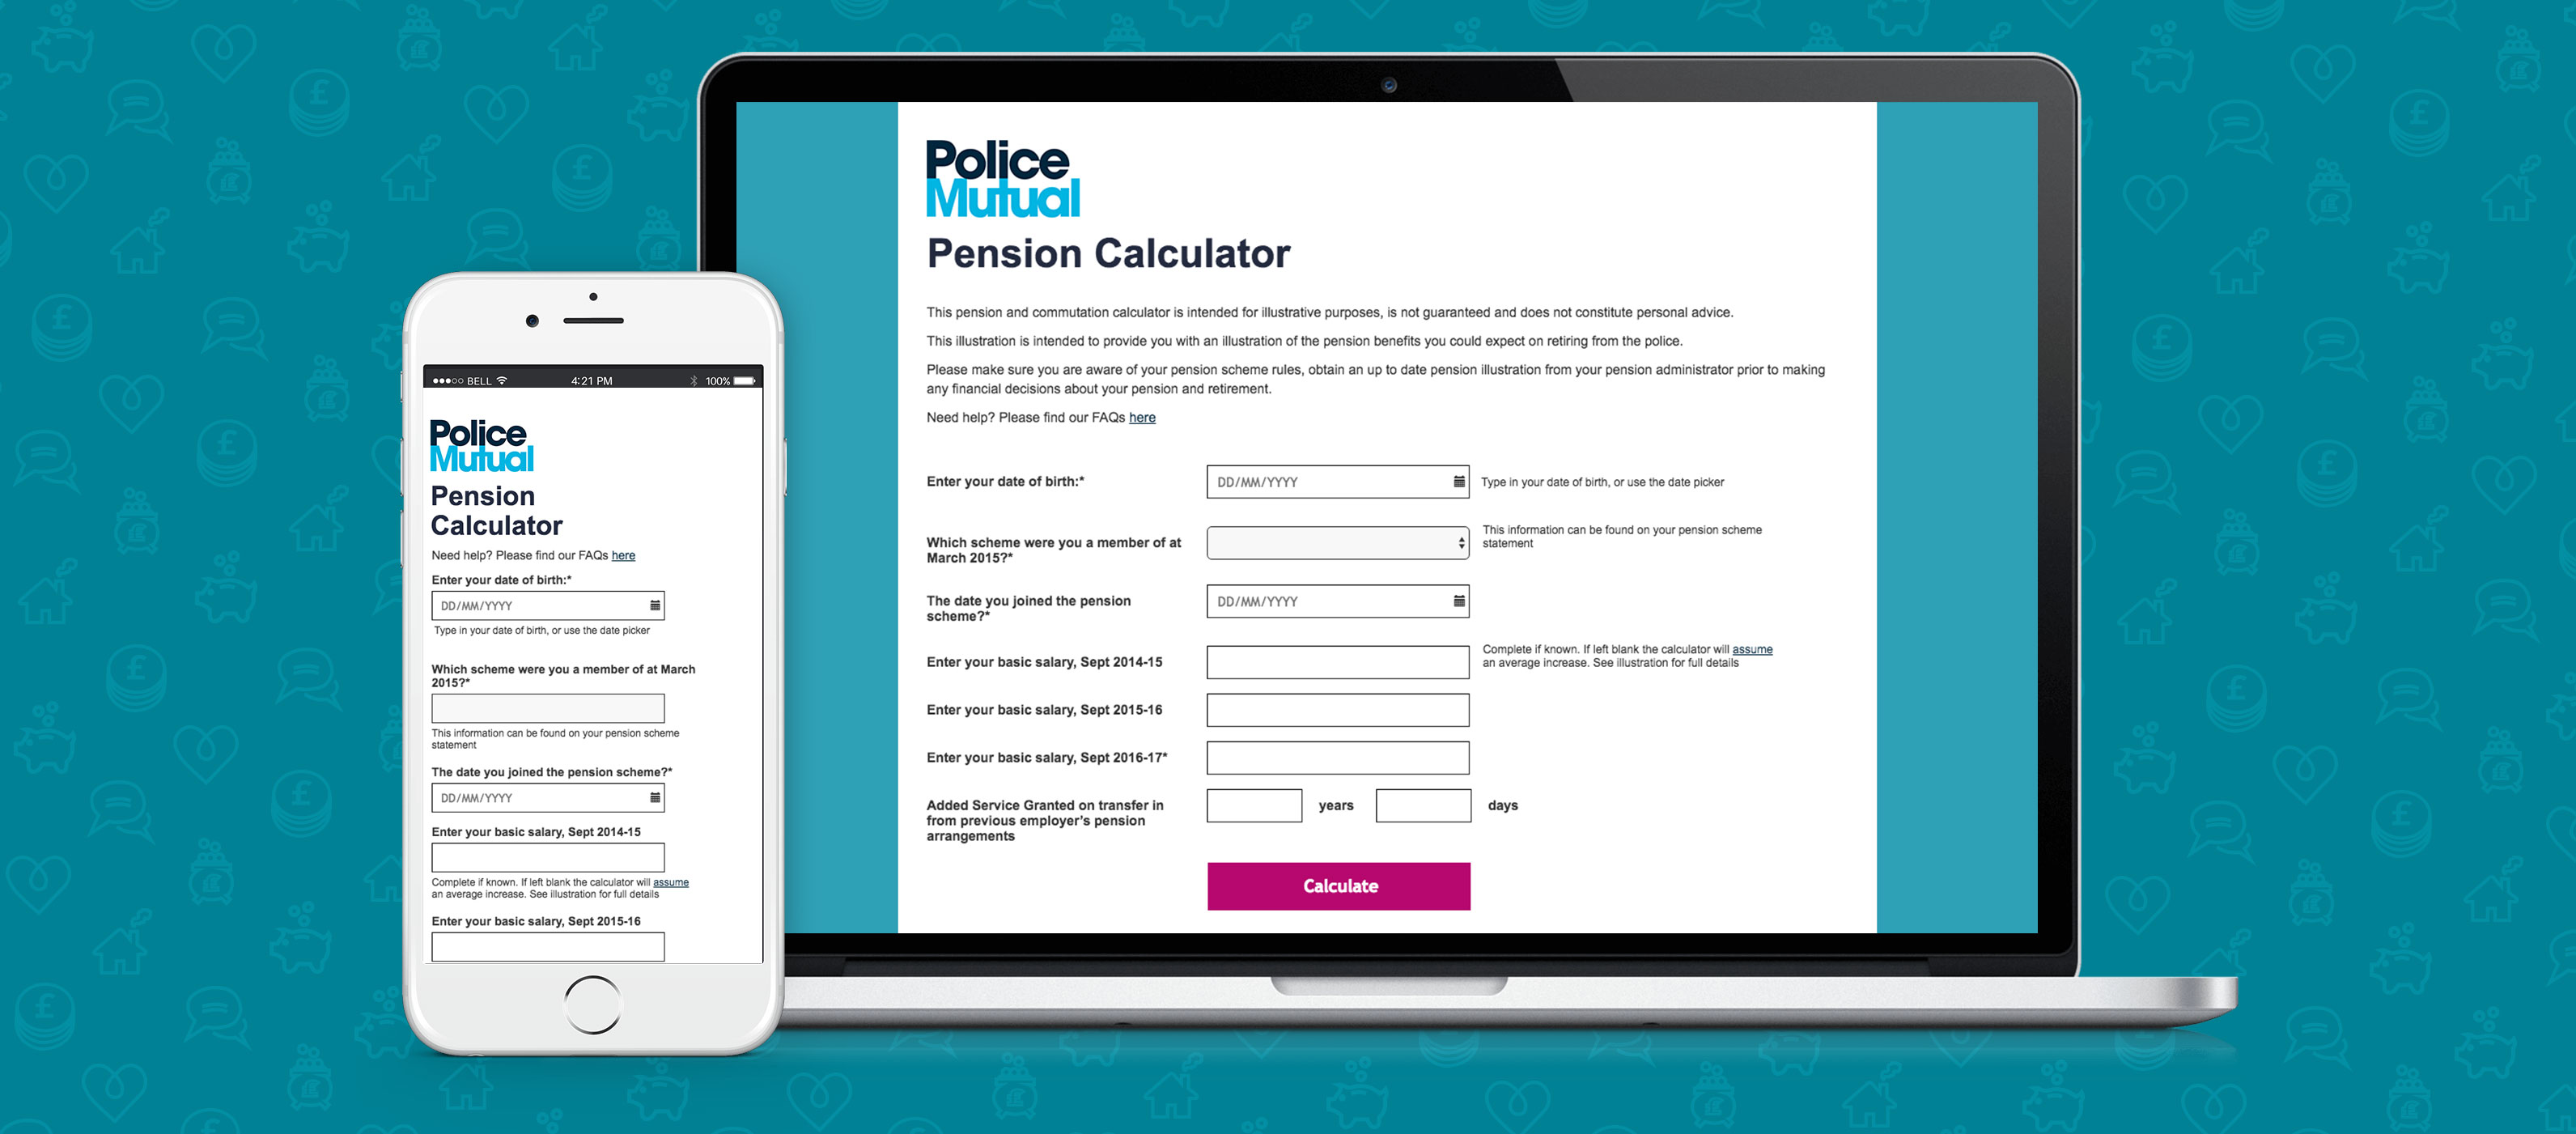 Police
Mutual
Pension Calculator
This pension and commutation calculator is intended for illustrative purposes, is not guaranteed and does not constitute personal advice.
This illustration is intended to provide you with an illustration of the pension benefits you could expect on retiring from the police.
Please make sure you are aware of your pension scheme rules, obtain an up to date pension illustration from your pension administrator prior to making
any financial decisions about your pension and retirement.
Need help? Please find our FAQs here
Enter your date of birth:*
DD/MM/YYYY
Type in your date of birth, or use the date picker
Which scheme were you a member of at
March 2015?*
This information can be found on your pension scheme
statement
The date you joined the pension
scheme?*
DD/MM/YYYY
Enter your basic salary, Sept 2014-15
Complete if known. If left blank the calculator will assume
an average increase. See illustration for full details
Enter your basic salary, Sept 2015-16
Enter your basic salary, Sept 2016-17*
Added Service Granted on transfer in
from previous employer's pension
arrangements
years
days
Calculate
BELL
4:21 PM
100%
Police
Mutual
Pension
Calculator
Need help? Please find our FAQs here
Enter your date of birth:*
DD/MM/YYYY
Type in your date of birth, or use the date picker
Which scheme were you a member of at March
2015?*
This information can be found on your pension scheme
statement
The date you joined the pension scheme?*
DD/MM/YYYY
Enter your basic salary, Sept 2014-15
Complete if known. If left blank the calculator will assume
an average increase. See illustration for full details
Enter your basic salary, Sept 2015-16